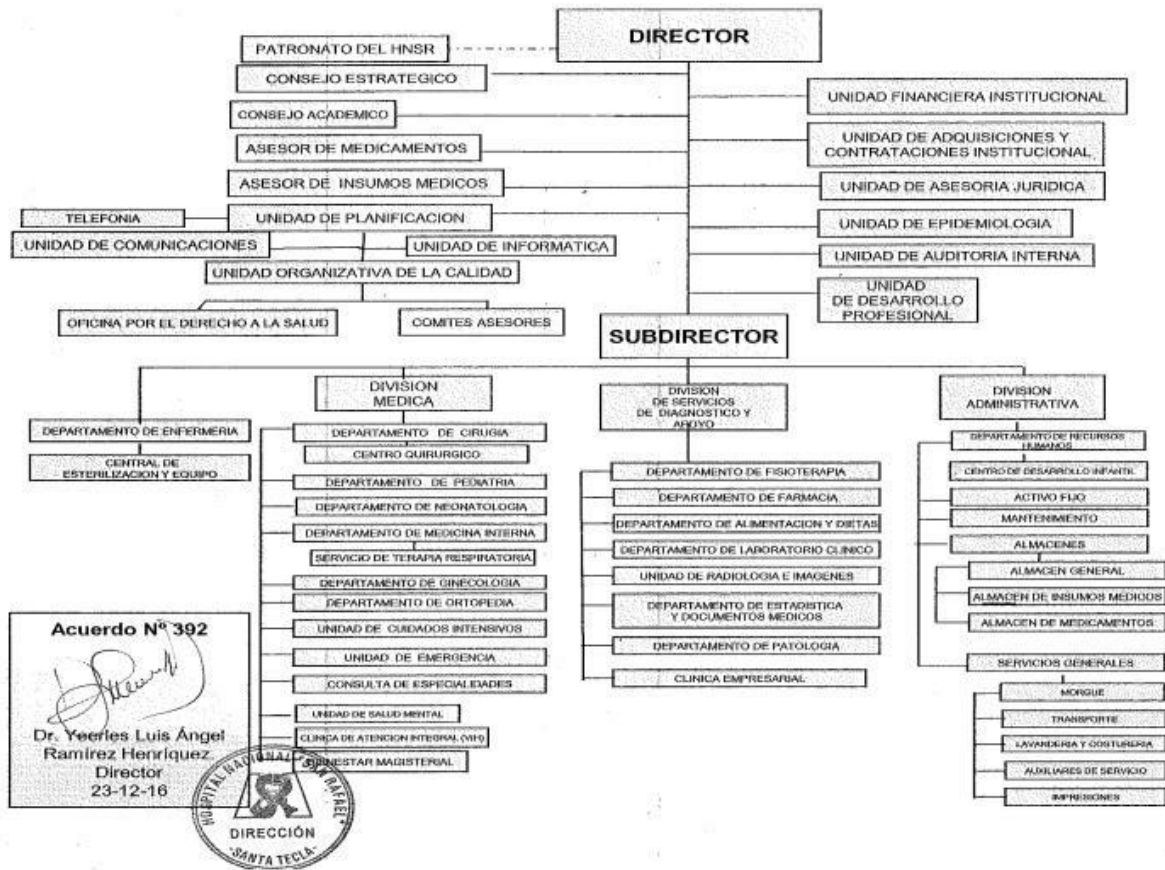 DIRECTOR
PATRONATO DEL HNSR
CONSEJO ESTRATEGICO
CONSEJO ACADEMICO
ASESOR DE MEDICAMENTOS
ASESOR DE INSUMOS MEDICOS
TELEFONIA
UNIDAD DE PLANIFICACION
UNIDAD DE COMUNICACIONES
UNIDAD DE INFORMATICA
UNIDAD ORGANIZATIVA DE LA CALIDAD
OFICINA POR EL DERECHO A LA SALUD
COMITES ASESORES
UNIDAD FINANCIERA INSTITUCIONAL
UNIDAD DE ADQUISICIONES Y
CONTRATACIONES INSTITUCIONAL
UNIDAD DE ASESORIA JURIDICA
UNIDAD DE EPIDEMIOLOGIA
UNIDAD DE AUDITORIA INTERNA
UNIDAD
DE DESARROLLO
PROFESIONAL
SUBDIRECTOR
DEPARTAMENTO DE ENFERMERIA
CENTRAL DE
ESTERILIZACION Y EQUIPO
DIVISION
MEDICA
DEPARTAMENTO DE CIRUGIA
CENTRO QUIRURGICO
DEPARTAMENTO DE PEDIATRIA
DEPARTAMENTO DE NEONATOLOGIA
DEPARTAMENTO DE MEDICINA INTERNA
SERVICIO DE TERAPIA RESPIRATORIA
DEPARTAMENTO DE GINECOLOGIA
DEPARTAMENTO DE ORTOPEDIA
UNIDAD DE CUIDADOS INTENSIVOS
UNIDAD DE EMERGENCIA
CONSULTA DE ESPECIALIDADES
UNIDAD DE SALUD MENTAL
CLINICA DE ATENCION INTEGRAL (VIH)
BIENESTAR MAGISTERIAL
DIVISION
DE SERVICIOS
DE DIAGNOSTICO Y
APOYO
DEPARTAMENTO DE FISIOTERAPIA
DEPARTAMENTO DE FARMACIA
DEPARTAMENTO DE ALIMENTACION Y DIETAS
DEPARTAMENTO DE LABORATORIO CLINICO
UNIDAD DE RADIOLOGIA E IMAGENES
DEPARTAMENTO DE ESTADISTICA
Y DOCUMENTOS MEDICOS
DEPARTAMENTO DE PATOLOGIA
CLINICA EMPRESARIAL
DIVISION
ADMINISTRATIVA
DEPARTAMENTO DE RECURSOS
HUMANOS
CENTRO DE DESARROLLO INFANTIL
ACTIVO FIJO
MANTENIMIENTO
ALMACENES
ALMACEN GENERAL
ALMACEN DE INSUMOS MEDICOS
ALMACEN DE MEDICAMENTOS
SERVICIOS GENERALES
MORGUE
TRANSPORTE
LAVANDERIA Y COSTURERIA
AUXILIARES DE SERVICIO
IMPRESIONES
Acuerdo Nº 392
Dr. Yeerles Luis Ángel
Ramírez Henríquez
Director
23-12-16
HOSPITAL NACIONAL "SAN RAFAEL"
DIRECCIÓN
-SANTA TECLA-